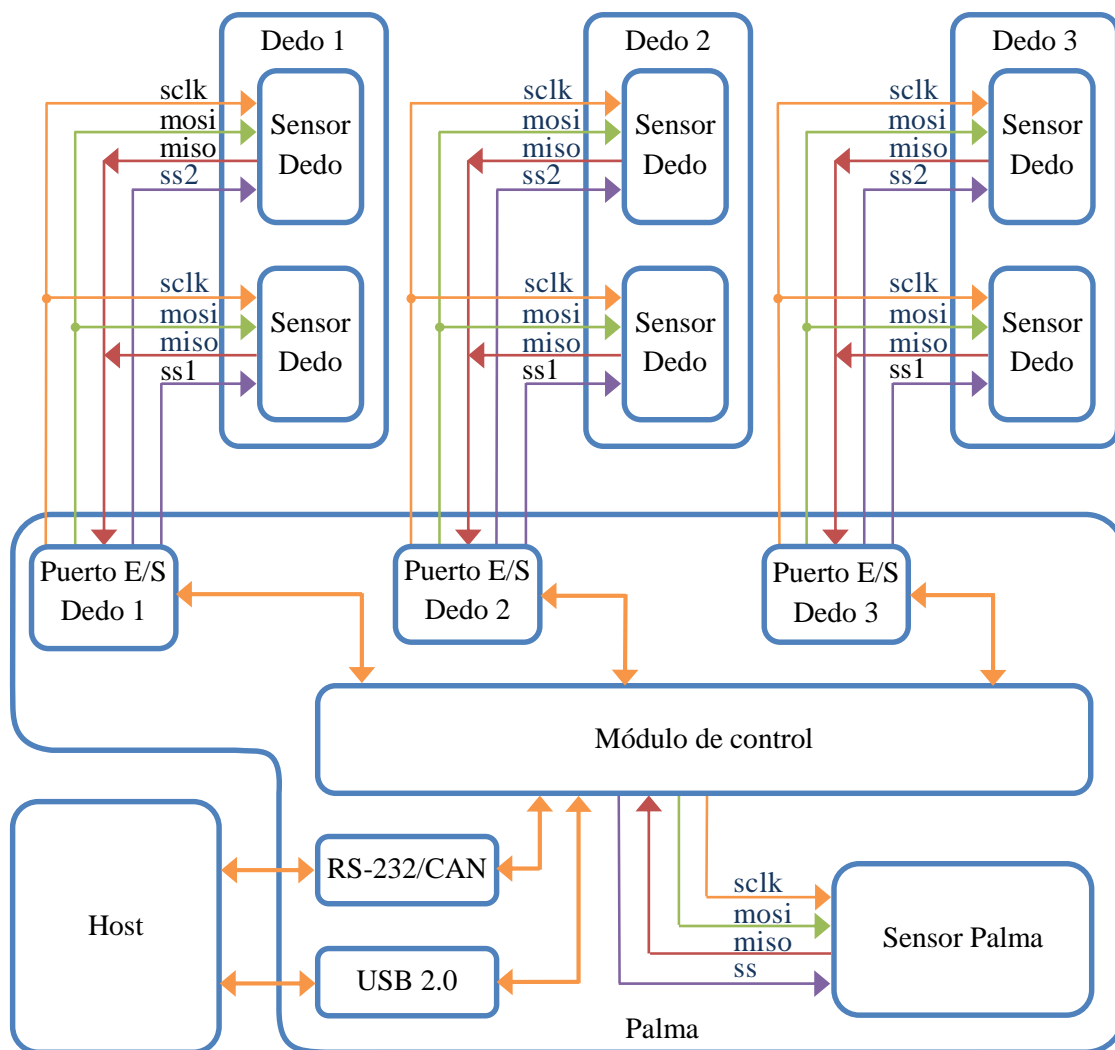 Dedo 1
sclk
mosi
miso
ss2
Sensor
Dedo
sclk
mosi
miso
ss1
Sensor
Dedo
Dedo 2
sclk
mosi
miso
ss2
Sensor
Dedo
sclk
mosi
miso
ss1
Sensor
Dedo
Dedo 3
sclk
mosi
miso
ss2
Sensor
Dedo
sclk
mosi
miso
ss1
Sensor
Dedo
Puerto E/S
Dedo 1
Puerto E/S
Dedo 2
Puerto E/S
Dedo 3
Módulo de control
Host
RS-232/CAN
USB 2.0
sclk
mosi
miso
ss
Sensor Palma
Palma